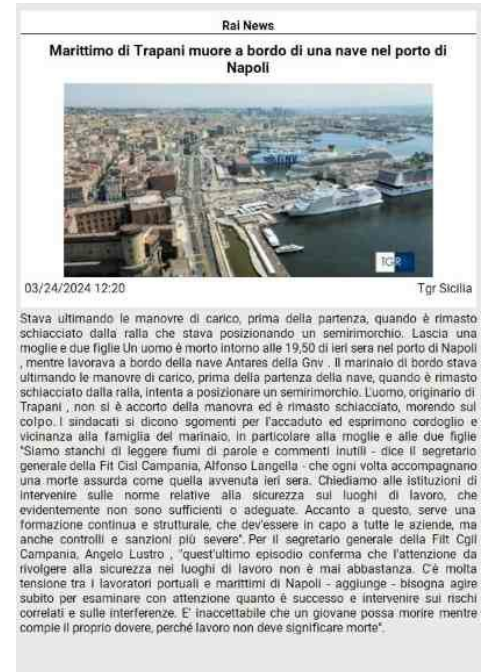 Rai News
Marittimo di Trapani muore a bordo di una nave nel porto di
Napoli
TGR
03/24/2024 12:20 Tgr Sicilia
Stava ultimando le manovre di carico, prima della partenza, quando è rimasto
schiacciato dalla ralla che stava posizionando un semirimorchio. Lascia una
moglie e due figlie Un uomo è morto intorno alle 19,50 di ieri sera nel porto di Napoli
, mentre lavorava a bordo della nave Antares della Gnv . Il marinaio di bordo stava
ultimando le manovre di carico, prima della partenza della nave, quando è rimasto
schiacciato dalla ralla, intenta a posizionare un semirimorchio. L'uomo, originario di
Trapani , non si è accorto della manovra ed è rimasto schiacciato, morendo sul
colpo. I sindacati si dicono sgomenti per l'accaduto ed esprimono cordoglio e
vicinanza alla famiglia del marinaio, in particolare alla moglie e alle due figlie
"Siamo stanchi di leggere fiumi di parole e commenti inutili - dice il segretario
generale della Fit Cisl Campania, Alfonso Langella - che ogni volta accompagnano
una morte assurda come quella avvenuta ieri sera. Chiediamo alle istituzioni di
intervenire sulle norme relative alla sicurezza sui luoghi di lavoro, che
evidentemente non sono sufficienti o adeguate. Accanto a questo, serve una
formazione continua e strutturale, che dev'essere in capo a tutte le aziende, ma
anche controlli e sanzioni più severe". Per il segretario generale della Filt Cgil
Campania, Angelo Lustro , "quest'ultimo episodio conferma che l'attenzione da
rivolgere alla sicurezza nei luoghi di lavoro non è mai abbastanza. C'è molta
tensione tra i lavoratori portuali e marittimi di Napoli - aggiunge - bisogna agire
subito per esaminare con attenzione quanto è successo e intervenire sui rischi
correlati e sulle interferenze. E' inaccettabile che un giovane possa morire mentre
compie il proprio dovere, perché lavoro non deve significare morte".